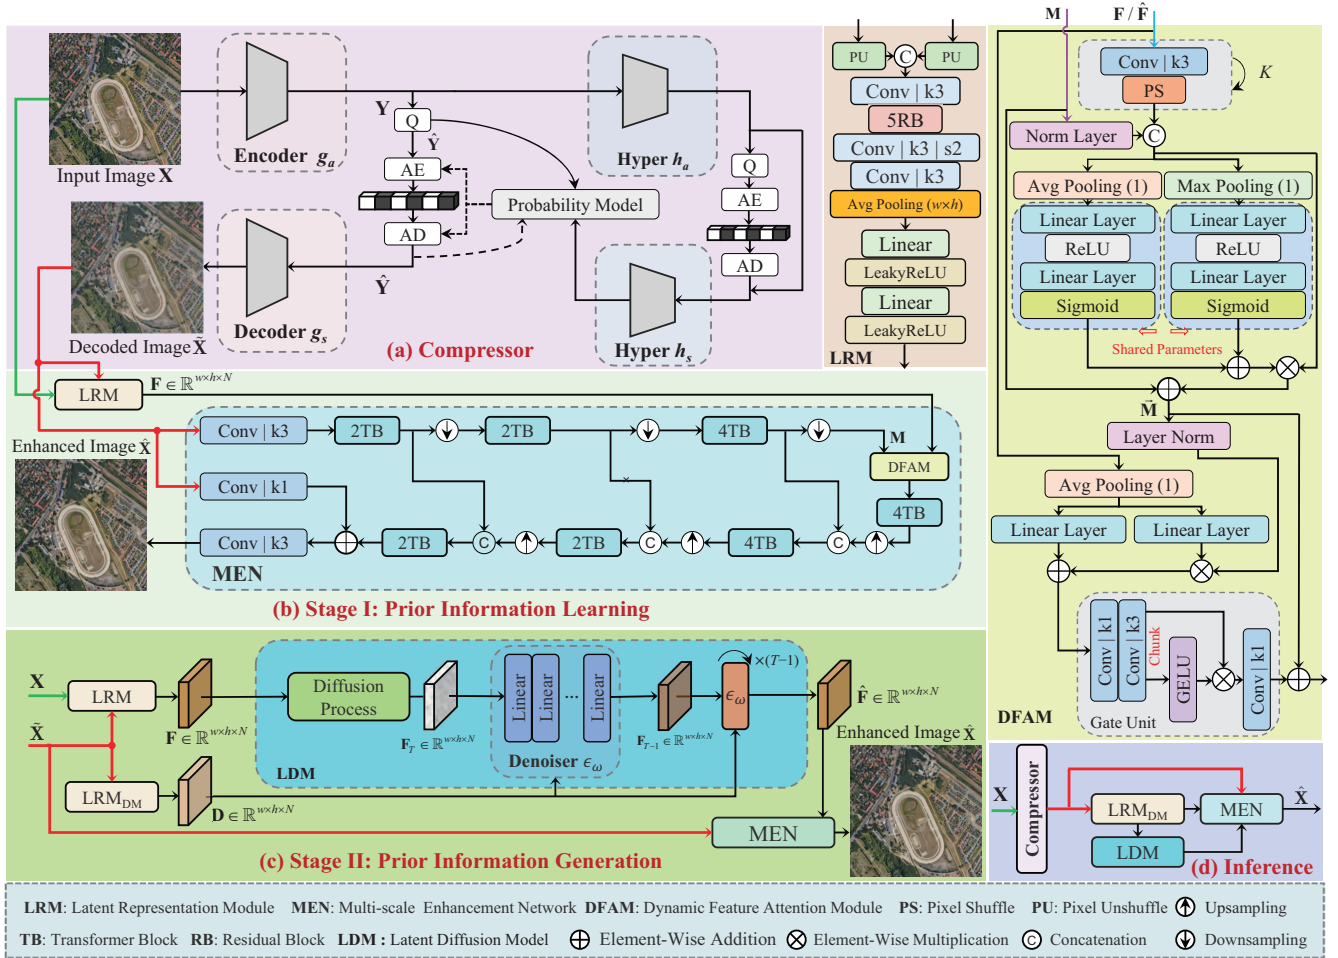 Input Image X
Encoder g_a
Y
Q
Ŷ
AE
AD
Ŷ
Probability Model
Hyper h_a
Q
AE
AD
Hyper h_s
Decoder g_s
Decoded Image X̃
(a) Compressor
PU
C
PU
Conv | k3
5RB
Conv | k3 | s2
Conv | k3
Avg Pooling (w×h)
Linear
LeakyReLU
Linear
LeakyReLU
LRM
M
F / F̂
Conv | k3
PS
K
Norm Layer
C
Avg Pooling (1)
Max Pooling (1)
Linear Layer
Linear Layer
ReLU
ReLU
Linear Layer
Linear Layer
Sigmoid
Sigmoid
Shared Parameters
M⃗
Layer Norm
Avg Pooling (1)
Linear Layer
Linear Layer
Conv | k1
Conv | k3
Chunk
GELU
Conv | k1
Gate Unit
DFAM
LRM
F ∈ ℝ^{w×h×N}
Enhanced Image X̂
Conv | k3
2TB
2TB
4TB
M
DFAM
4TB
Conv | k1
Conv | k3
2TB
C
2TB
C
4TB
C
MEN
(b) Stage I: Prior Information Learning
X
LRM
F ∈ ℝ^{w×h×N}
X̃
LRM_DM
D ∈ ℝ^{w×h×N}
Diffusion
Process
F_T ∈ ℝ^{w×h×N}
Linear
Linear
...
Linear
Denoiser ϵ_ω
F_{T−1} ∈ ℝ^{w×h×N}
×(T−1)
ϵ_ω
LDM
F̂ ∈ ℝ^{w×h×N}
Enhanced Image X̂
MEN
(c) Stage II: Prior Information Generation
X
Compressor
LRM_DM
MEN
X̂
LDM
(d) Inference
LRM: Latent Representation Module MEN: Multi-scale Enhancement Network DFAM: Dynamic Feature Attention Module PS: Pixel Shuffle PU: Pixel Unshuffle Upsampling
TB: Transformer Block RB: Residual Block LDM : Latent Diffusion Model Element-Wise Addition Element-Wise Multiplication C Concatenation Downsampling